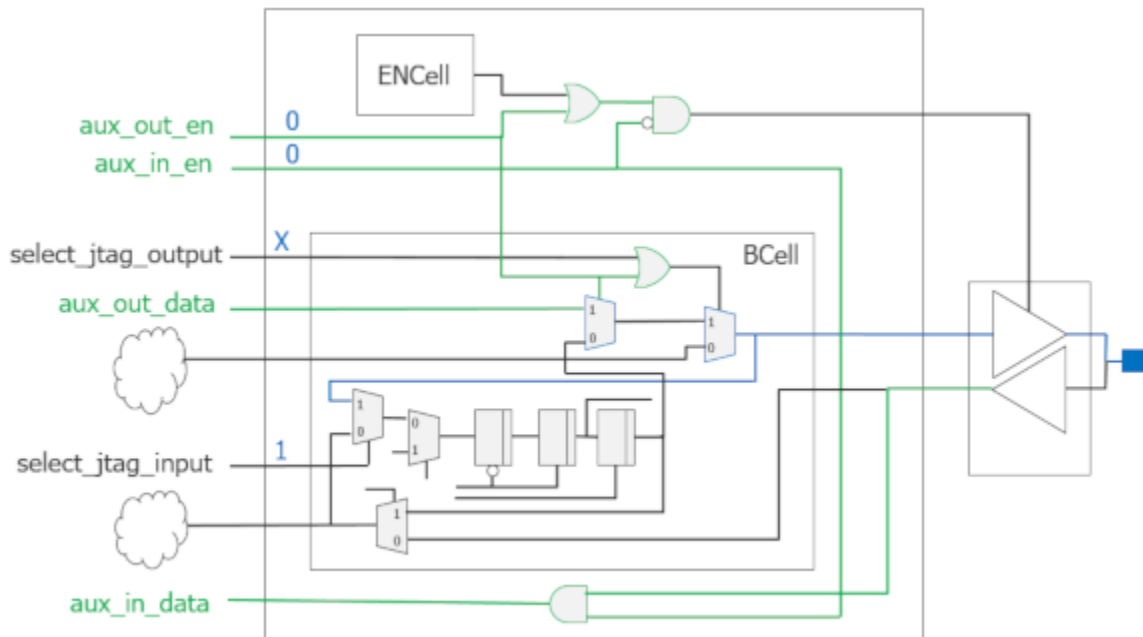 ENCell
aux_out_en 0
aux_in_en 0
select_jtag_output X
BCell
aux_out_data
1
1
0
0
1
0
0
1
select_jtag_input 1
1
0
aux_in_data